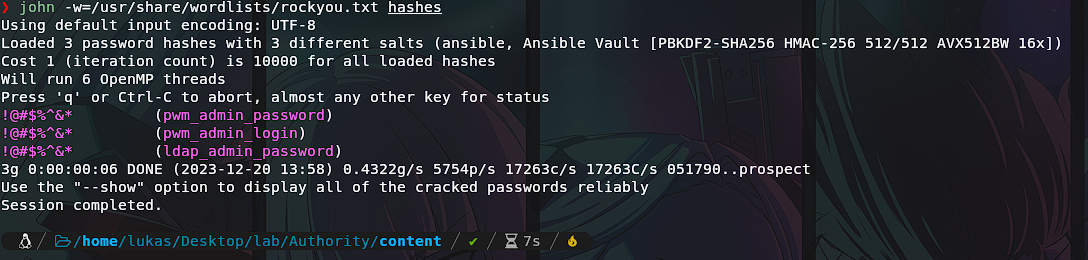 ❯ john -w=/usr/share/wordlists/rockyou.txt hashes
Using default input encoding: UTF-8
Loaded 3 password hashes with 3 different salts (ansible, Ansible Vault [PBKDF2-SHA256 HMAC-256 512/512 AVX512BW 16x])
Cost 1 (iteration count) is 10000 for all loaded hashes
Will run 6 OpenMP threads
Press 'q' or Ctrl-C to abort, almost any other key for status
!@#$%^&*         (pwm_admin_password)
!@#$%^&*         (pwm_admin_login)
!@#$%^&*         (ldap_admin_password)
3g 0:00:00:06 DONE (2023-12-20 13:58) 0.4322g/s 5754p/s 17263c/s 17263C/s 051790..prospect
Use the "--show" option to display all of the cracked passwords reliably
Session completed.
/home/lukas/Desktop/lab/Authority/content / ✔ / 7s /